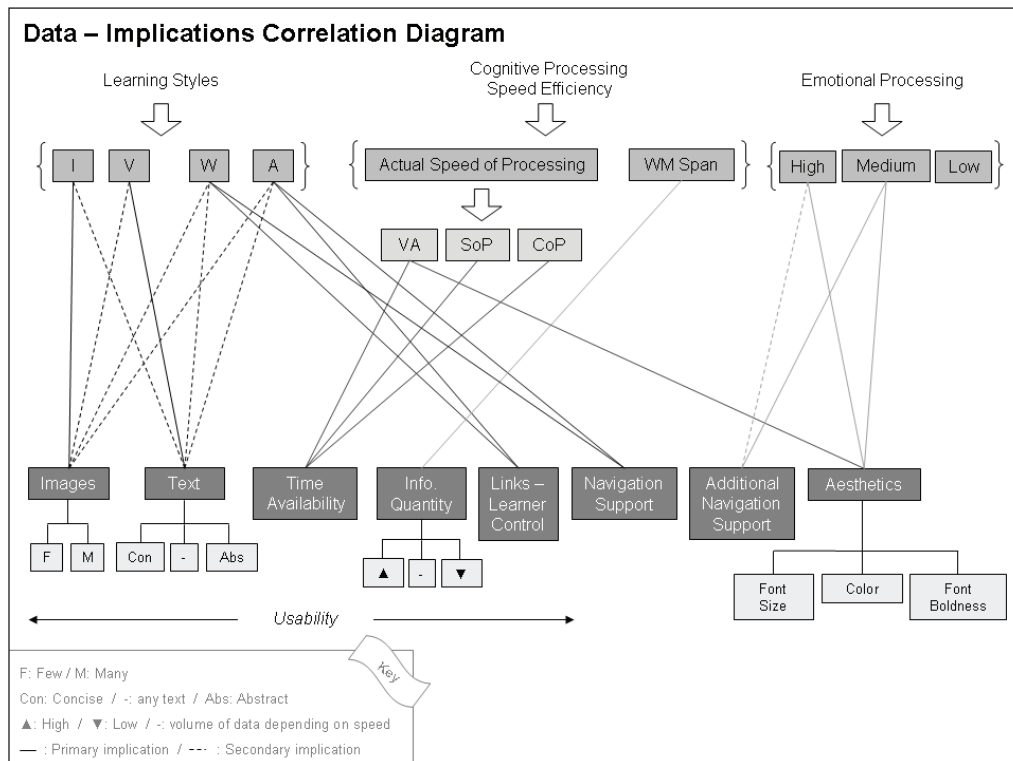 Data – Implications Correlation Diagram
Learning Styles
Cognitive Processing
Speed Efficiency
Emotional Processing
I
V
W
A
Actual Speed of Processing
WM Span
High
Medium
Low
VA
SoP
CoP
Images
Text
Time
Availability
Info.
Quantity
Links –
Learner
Control
Navigation
Support
Additional
Navigation
Support
Aesthetics
F
M
Con
-
Abs
▲
-
▼
Font
Size
Color
Font
Boldness
Usability
Key
F: Few / M: Many
Con: Concise / -: any text / Abs: Abstract
▲: High / ▼: Low / -: volume of data depending on speed
— : Primary implication / --- : Secondary implication